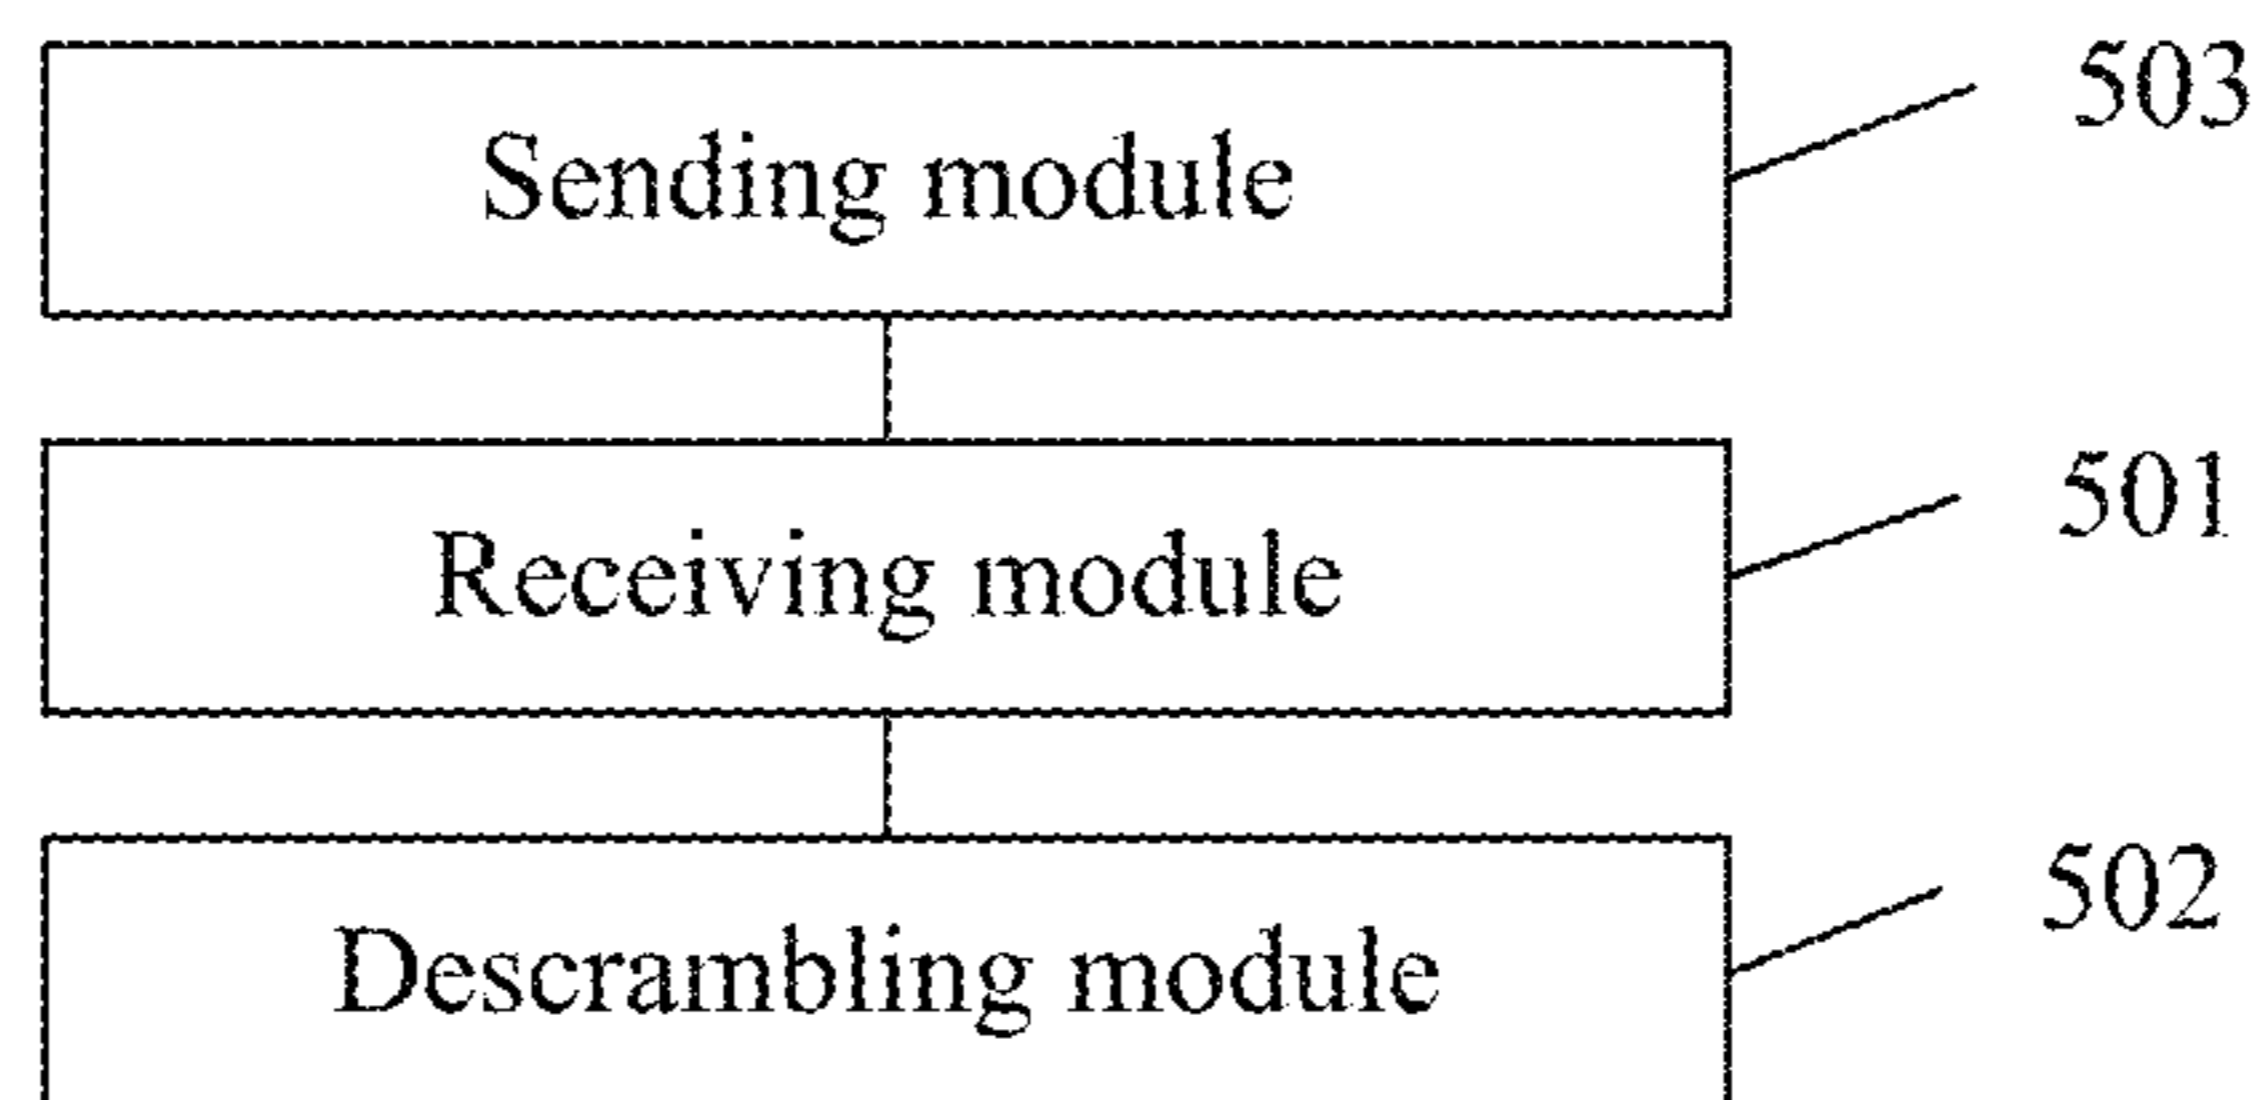 Sending module 503
Receiving module 501
Descrambling module 502